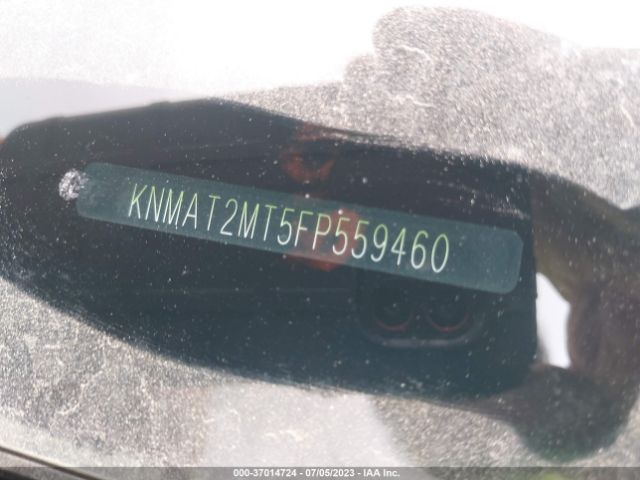 KNMAT2MT5FP559460
000-37014724 - 07/05/2023 - IAA Inc.